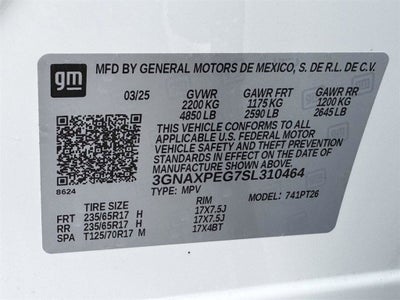 gm
MFD BY GENERAL MOTORS DE MEXICO, S. DE R.L. DE C.V.
03/25 GVWR GAWR FRT GAWR RR
2200 KG 1175 KG 1200 KG
4850 LB 2590 LB 2645 LB
THIS VEHICLE CONFORMS TO ALL
APPLICABLE U.S. FEDERAL MOTOR
VEHICLE SAFETY, BUMPER, AND
THEFT PREVENTION STANDARDS IN
EFFECT ON THE DATE OF
MANUFACTURE SHOWN ABOVE.
3GNAXPEG7SL310464
8624 TYPE: MPV MODEL: 741PT26
TIRE SIZE RIM
FRT 235/65R17 H 17X7.5J
RR 235/65R17 H 17X7.5J
SPA T125/70R17 M 17X4BT